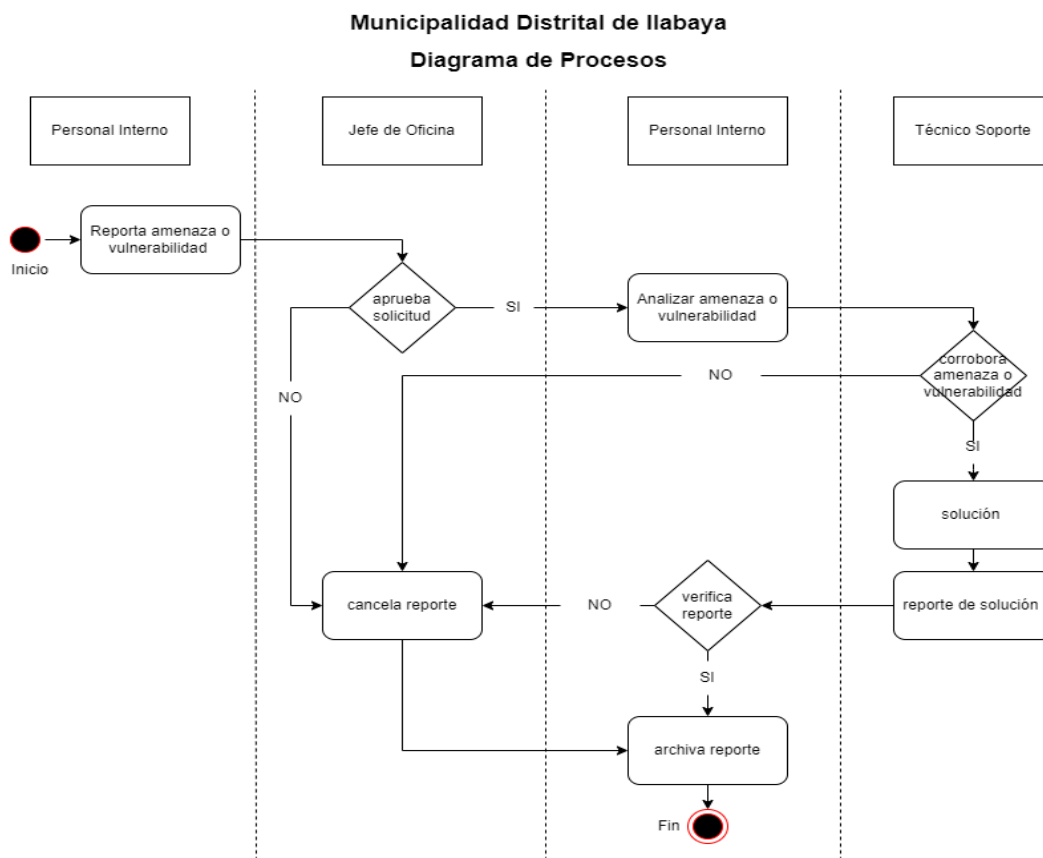 Municipalidad Distrital de Ilabaya
Diagrama de Procesos
Personal Interno
Jefe de Oficina
Personal Interno
Técnico Soporte
Reporta amenaza o
vulnerabilidad
Inicio
aprueba
solicitud
SI
Analizar amenaza o
vulnerabilidad
corrobora
amenaza o
vulnerabilidad
NO
NO
SI
solución
cancela reporte
NO
verifica
reporte
reporte de solución
SI
archiva reporte
Fin